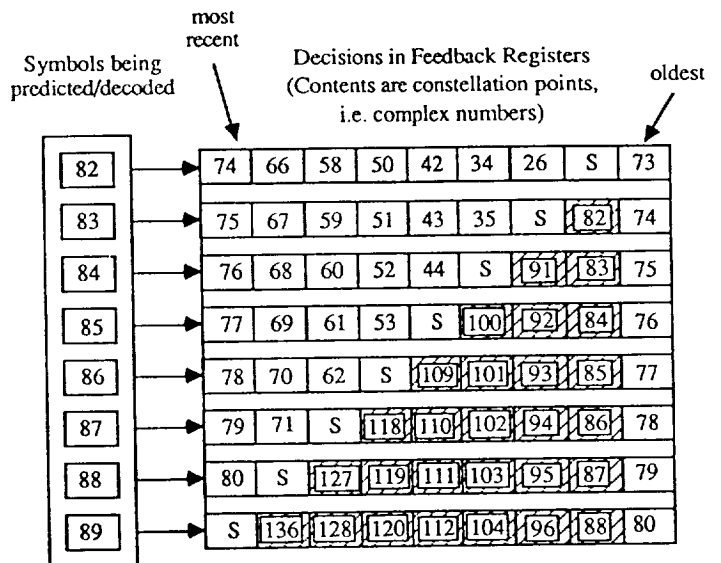 most
recent
Symbols being
predicted/decoded
Decisions in Feedback Registers
(Contents are constellation points,
i.e. complex numbers)
oldest
82 74 66 58 50 42 34 26 S 73
83 75 67 59 51 43 35 S 82 74
84 76 68 60 52 44 S 91 83 75
85 77 69 61 53 S 100 92 84 76
86 78 70 62 S 109 101 93 85 77
87 79 71 S 118 110 102 94 86 78
88 80 S 127 119 111 103 95 87 79
89 S 136 128 120 112 104 96 88 80